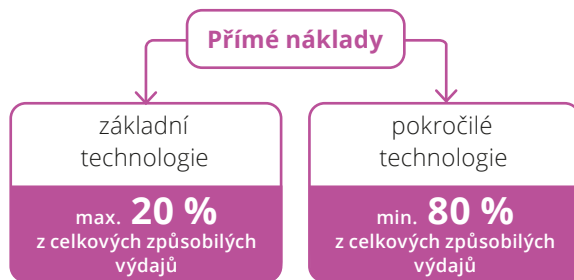 Přímé náklady
základní
technologie
max. 20 %
z celkových způsobilých
výdajů
pokročilé
technologie
min. 80 %
z celkových způsobilých
výdajů